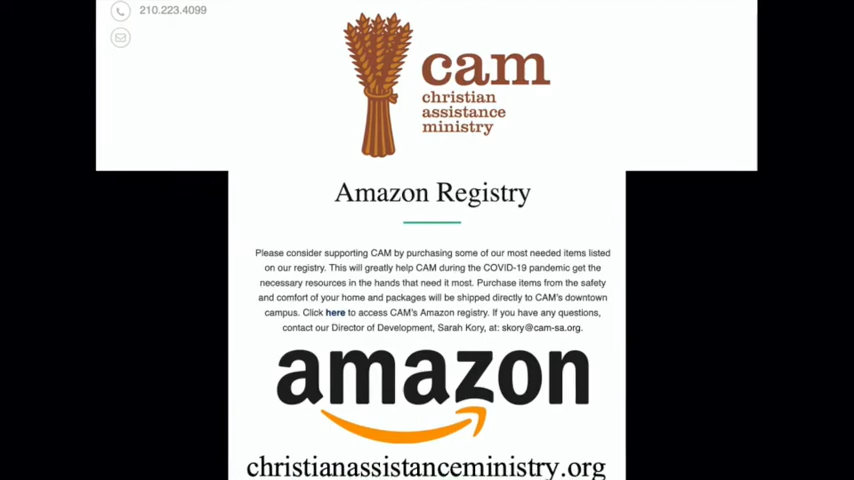 210.223.4099
cam
christian
assistance
ministry
Amazon Registry
Please consider supporting CAM by purchasing some of our most needed items listed
on our registry. This will greatly help CAM during the COVID-19 pandemic get the
necessary resources in the hands that need it most. Purchase items from the safety
and comfort of your home and packages will be shipped directly to CAM's downtown
campus. Click here to access CAM's Amazon registry. If you have any questions,
contact our Director of Development, Sarah Kory, at: skory@cam-sa.org.
amazon
christianassistanceministry.org